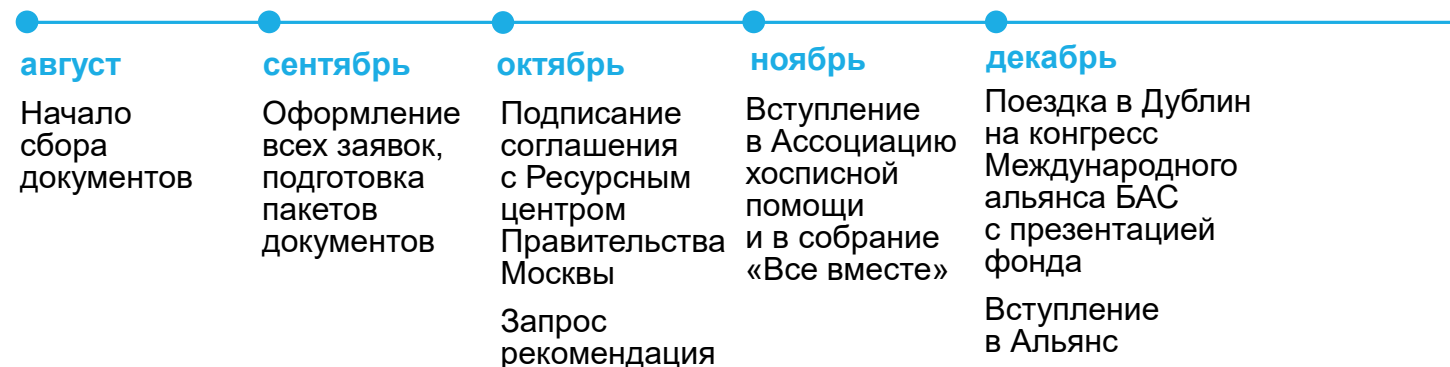 август
Начало
сбора
документов
сентябрь
Оформление
всех заявок,
подготовка
пакетов
документов
октябрь
Подписание
соглашения
с Ресурсным
центром
Правительства
Москвы
Запрос
рекомендация
ноябрь
Вступление
в Ассоциацию
хосписной
помощи
и в собрание
«Все вместе»
декабрь
Поездка в Дублин
на конгресс
Международного
альянса БАС
с презентацией
фонда
Вступление
в Альянс